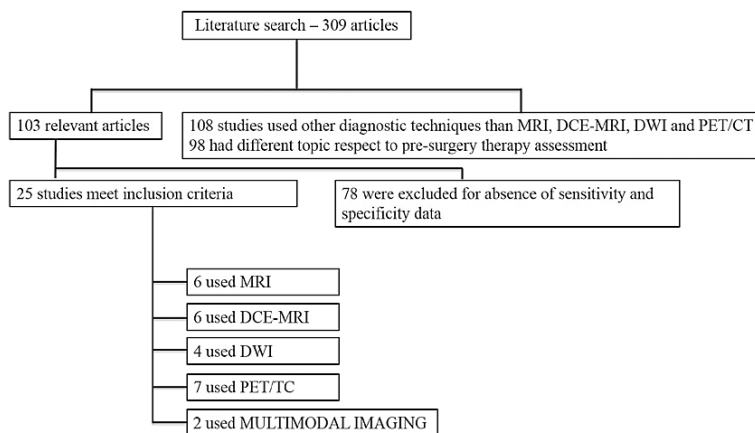 Literature search – 309 articles
103 relevant articles
108 studies used other diagnostic techniques than MRI, DCE-MRI, DWI and PET/CT
98 had different topic respect to pre-surgery therapy assessment
25 studies meet inclusion criteria
78 were excluded for absence of sensitivity and
specificity data
6 used MRI
6 used DCE-MRI
4 used DWI
7 used PET/TC
2 used MULTIMODAL IMAGING